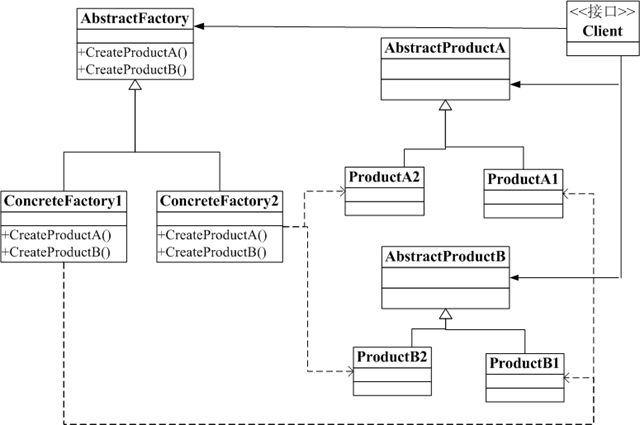 AbstractFactory
+CreateProductA()
+CreateProductB()
<<接口>>
Client
AbstractProductA
ProductA2
ProductA1
ConcreteFactory1
+CreateProductA()
+CreateProductB()
ConcreteFactory2
+CreateProductA()
+CreateProductB()
AbstractProductB
ProductB2
ProductB1